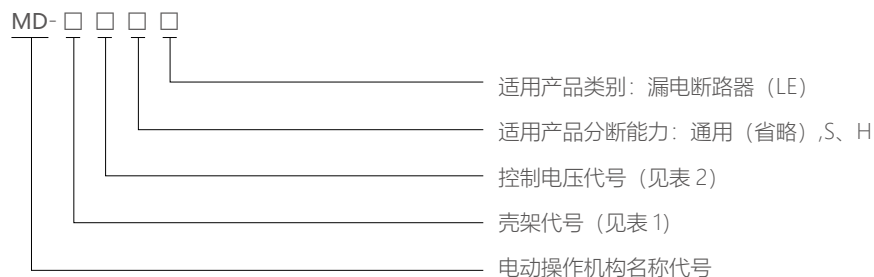 MD-□ □ □ □
适用产品类别：漏电断路器（LE）
适用产品分断能力：通用（省略）,S、H
控制电压代号（见表 2）
壳架代号（见表 1)
电动操作机构名称代号